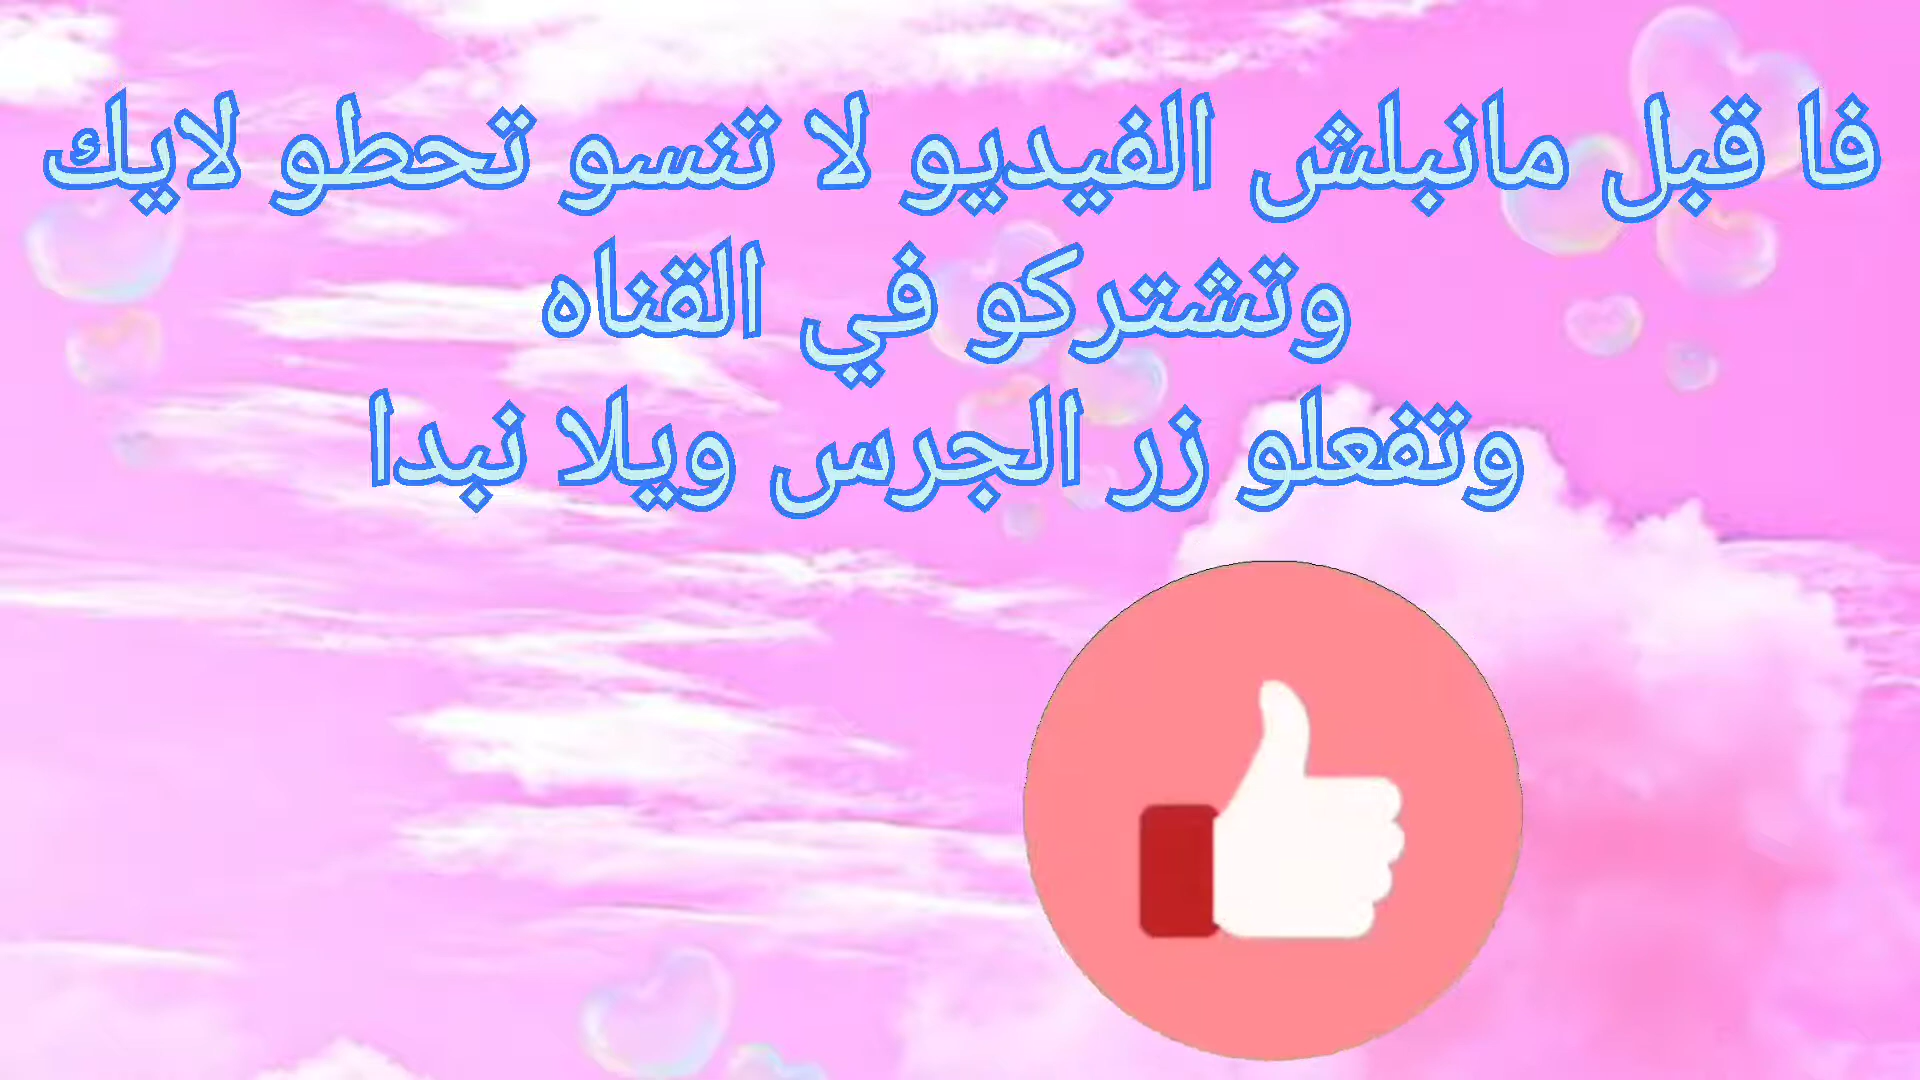 فا قبل مانبلش الفيديو لا تنسو تحطو لايك
وتشتركو في القناه
وتفعلو زر الجرس ويلا نبدا